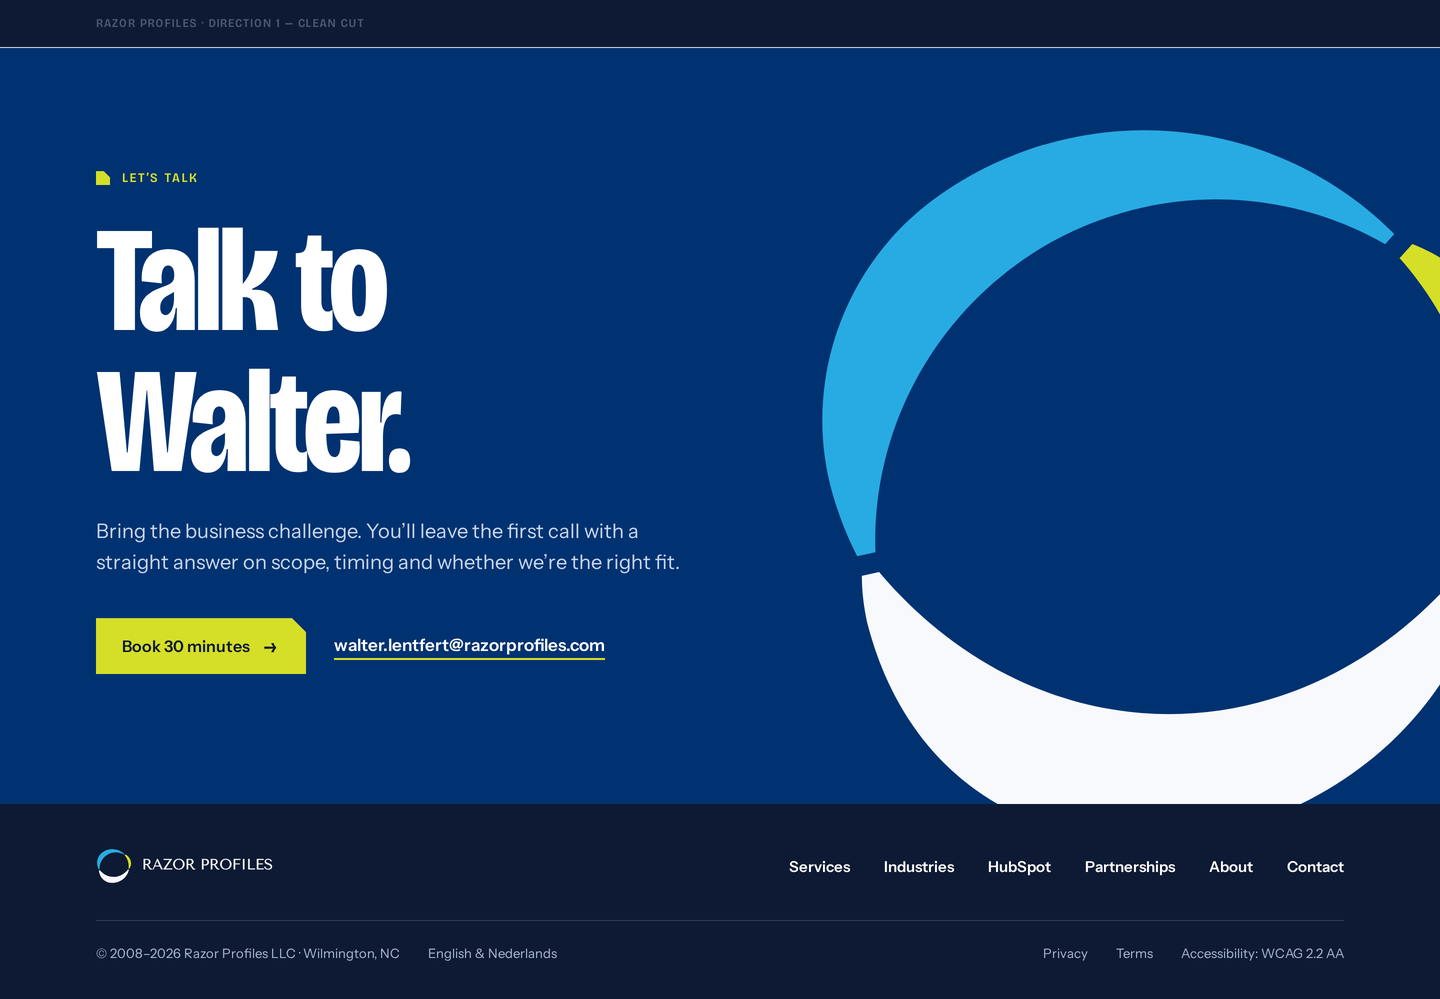 RAZOR PROFILES · DIRECTION 1 — CLEAN CUT
LET’S TALK
Talk to
Walter.
Bring the business challenge. You’ll leave the first call with a
straight answer on scope, timing and whether we’re the right fit.
Book 30 minutes →
walter.lentfert@razorprofiles.com
RAZOR PROFILES
Services Industries HubSpot Partnerships About Contact
© 2008–2026 Razor Profiles LLC · Wilmington, NC English & Nederlands Privacy Terms Accessibility: WCAG 2.2 AA